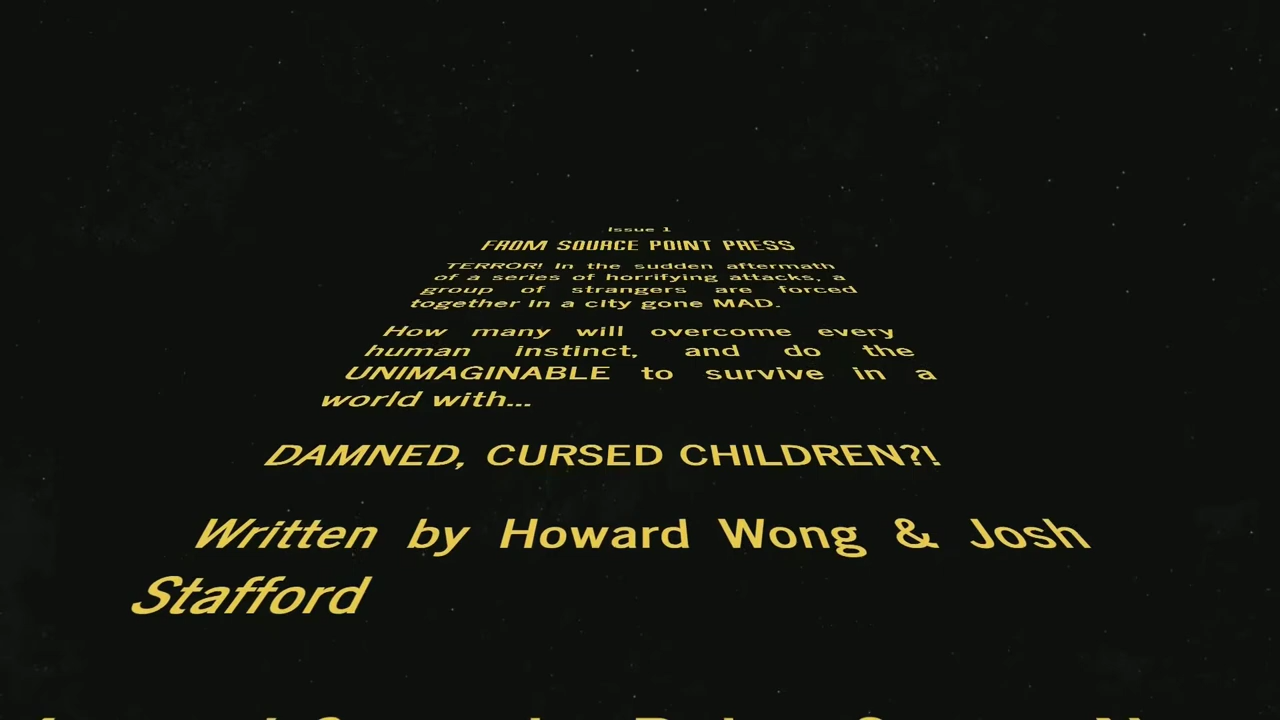 Issue 1
FROM SOURCE POINT PRESS
TERROR! In the sudden aftermath
of a series of horrifying attacks, a
group of strangers are forced
together in a city gone MAD.
How many will overcome every
human instinct, and do the
UNIMAGINABLE to survive in a
world with...
DAMNED, CURSED CHILDREN?!
Written by Howard Wong & Josh
Stafford